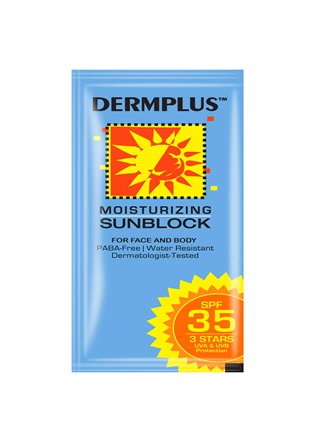 DERMPLUS™
MOISTURIZING
SUNBLOCK
FOR FACE AND BODY
PABA-Free | Water Resistant
Dermatologist-Tested
SPF
35
3 STARS
UVA & UVB
Protection